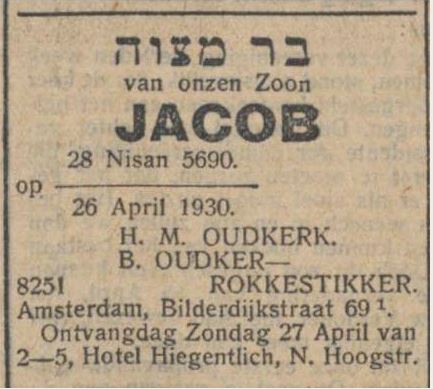 בר מצוה
van onzen Zoon
JACOB
28 Nisan 5690.
op
26 April 1930.
H. M. OUDKERK.
B. OUDKER—
8251 ROKKESTIKKER.
Amsterdam, Bilderdijkstraat 69 ¹.
Ontvangdag Zondag 27 April van
2—5, Hotel Hiegentlich, N. Hoogstr.